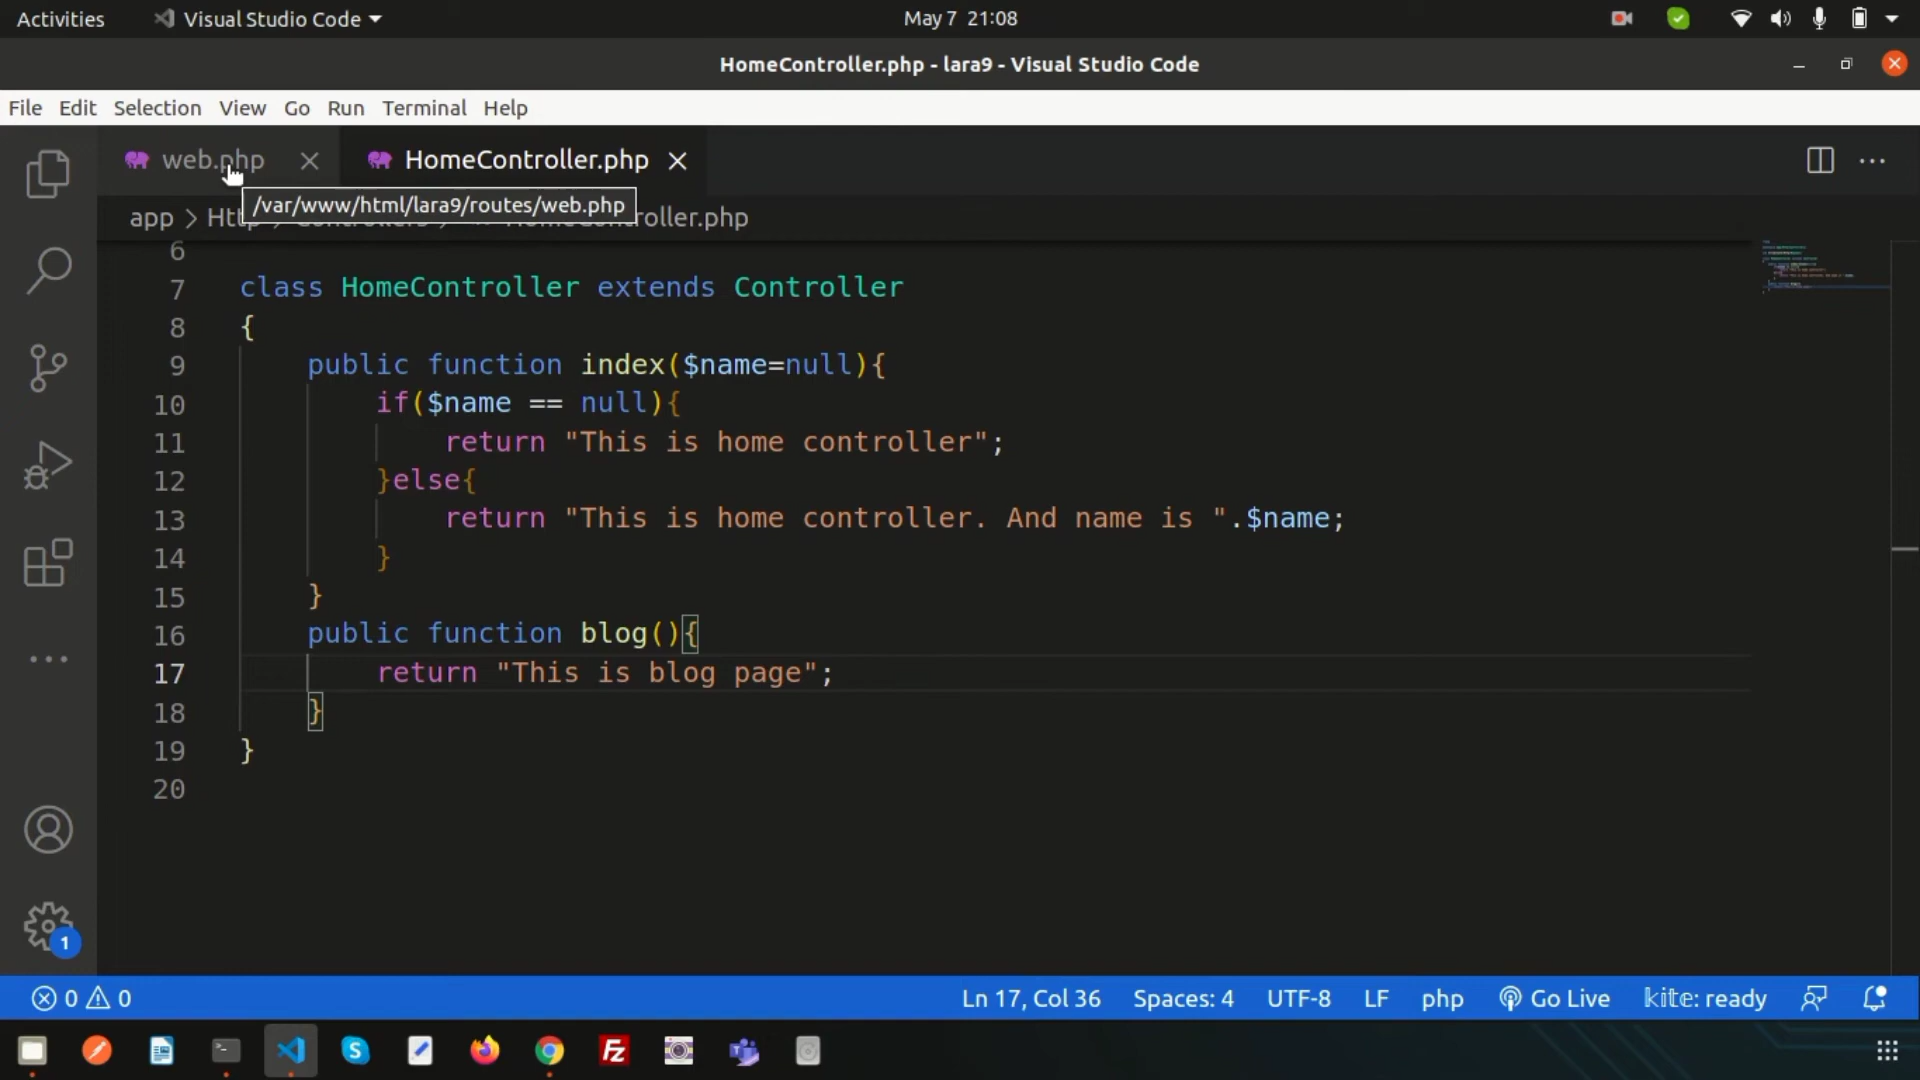 Activities Visual Studio Code May 7 21:08
HomeController.php - lara9 - Visual Studio Code
File Edit Selection View Go Run Terminal Help
web.php HomeController.php
/var/www/html/lara9/routes/web.php
app > Http > Controllers > HomeController.php
6
7 class HomeController extends Controller
8 {
9 public function index($name=null){
10 if($name == null){
11 return "This is home controller";
12 }else{
13 return "This is home controller. And name is ".$name;
14 }
15 }
16 public function blog(){
17 return "This is blog page";
18 }
19 }
20
1
0 0 Ln 17, Col 36 Spaces: 4 UTF-8 LF php Go Live kite: ready